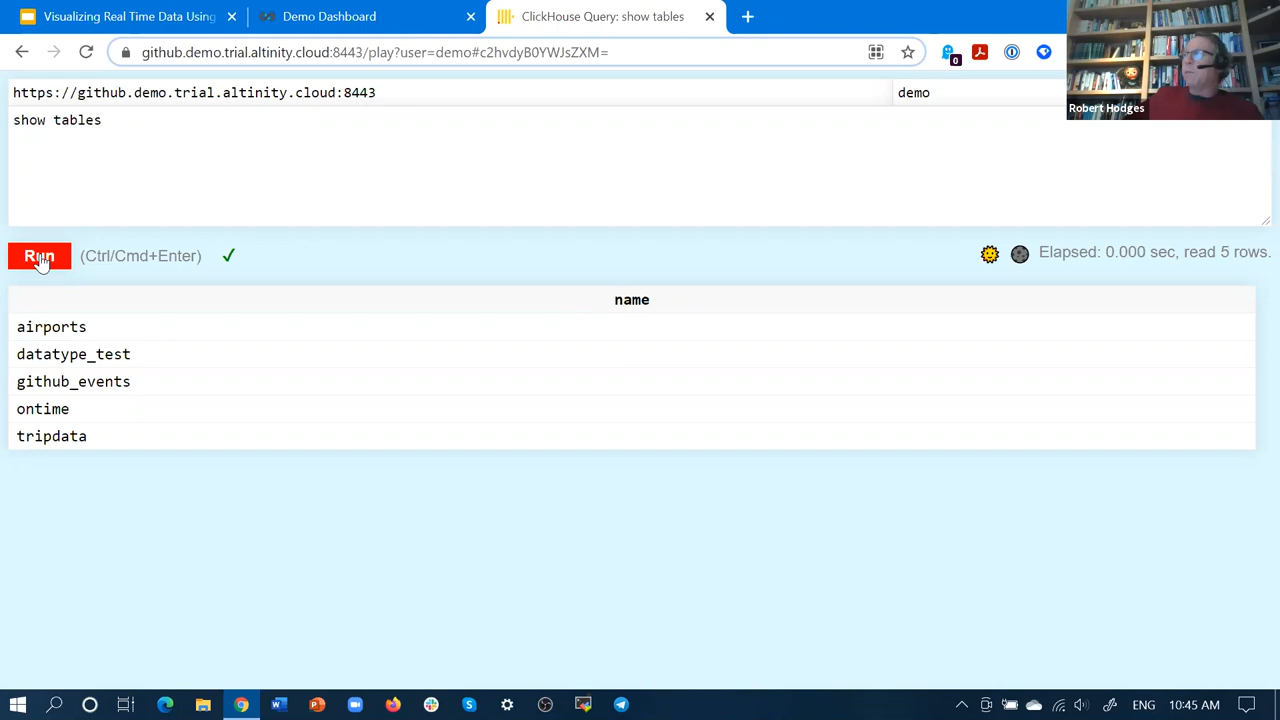 Visualizing Real Time Data Using
Demo Dashboard
ClickHouse Query: show tables
github.demo.trial.altinity.cloud:8443/play?user=demo#c2hvdyB0YWJsZXM=
0
Robert Hodges
https://github.demo.trial.altinity.cloud:8443
demo
show tables
Run
(Ctrl/Cmd+Enter)
✓
Elapsed: 0.000 sec, read 5 rows.
name
airports
datatype_test
github_events
ontime
tripdata
ENG
10:45 AM